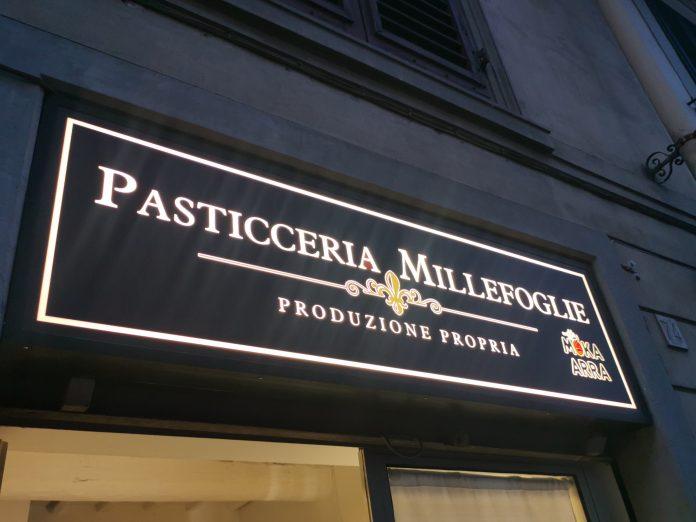 PASTICCERIA MILLEFOGLIE
PRODUZIONE PROPRIA
MOKA
ARRA
74